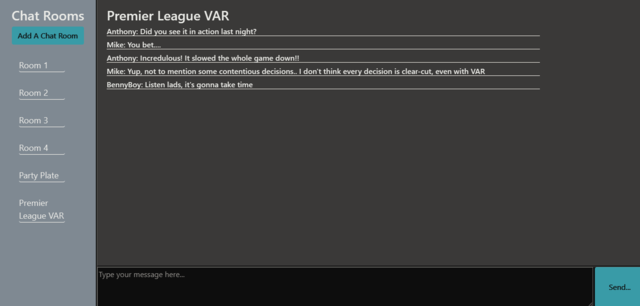 Chat Rooms
Add A Chat Room
Room 1
Room 2
Room 3
Room 4
Party Plate
Premier
League VAR
Premier League VAR
Anthony: Did you see it in action last night?
Mike: You bet....
Anthony: Incredulous! It slowed the whole game down!!
Mike: Yup, not to mention some contentious decisions.. I don't think every decision is clear-cut, even with VAR
BennyBoy: Listen lads, it's gonna take time
Type your message here...
Send...